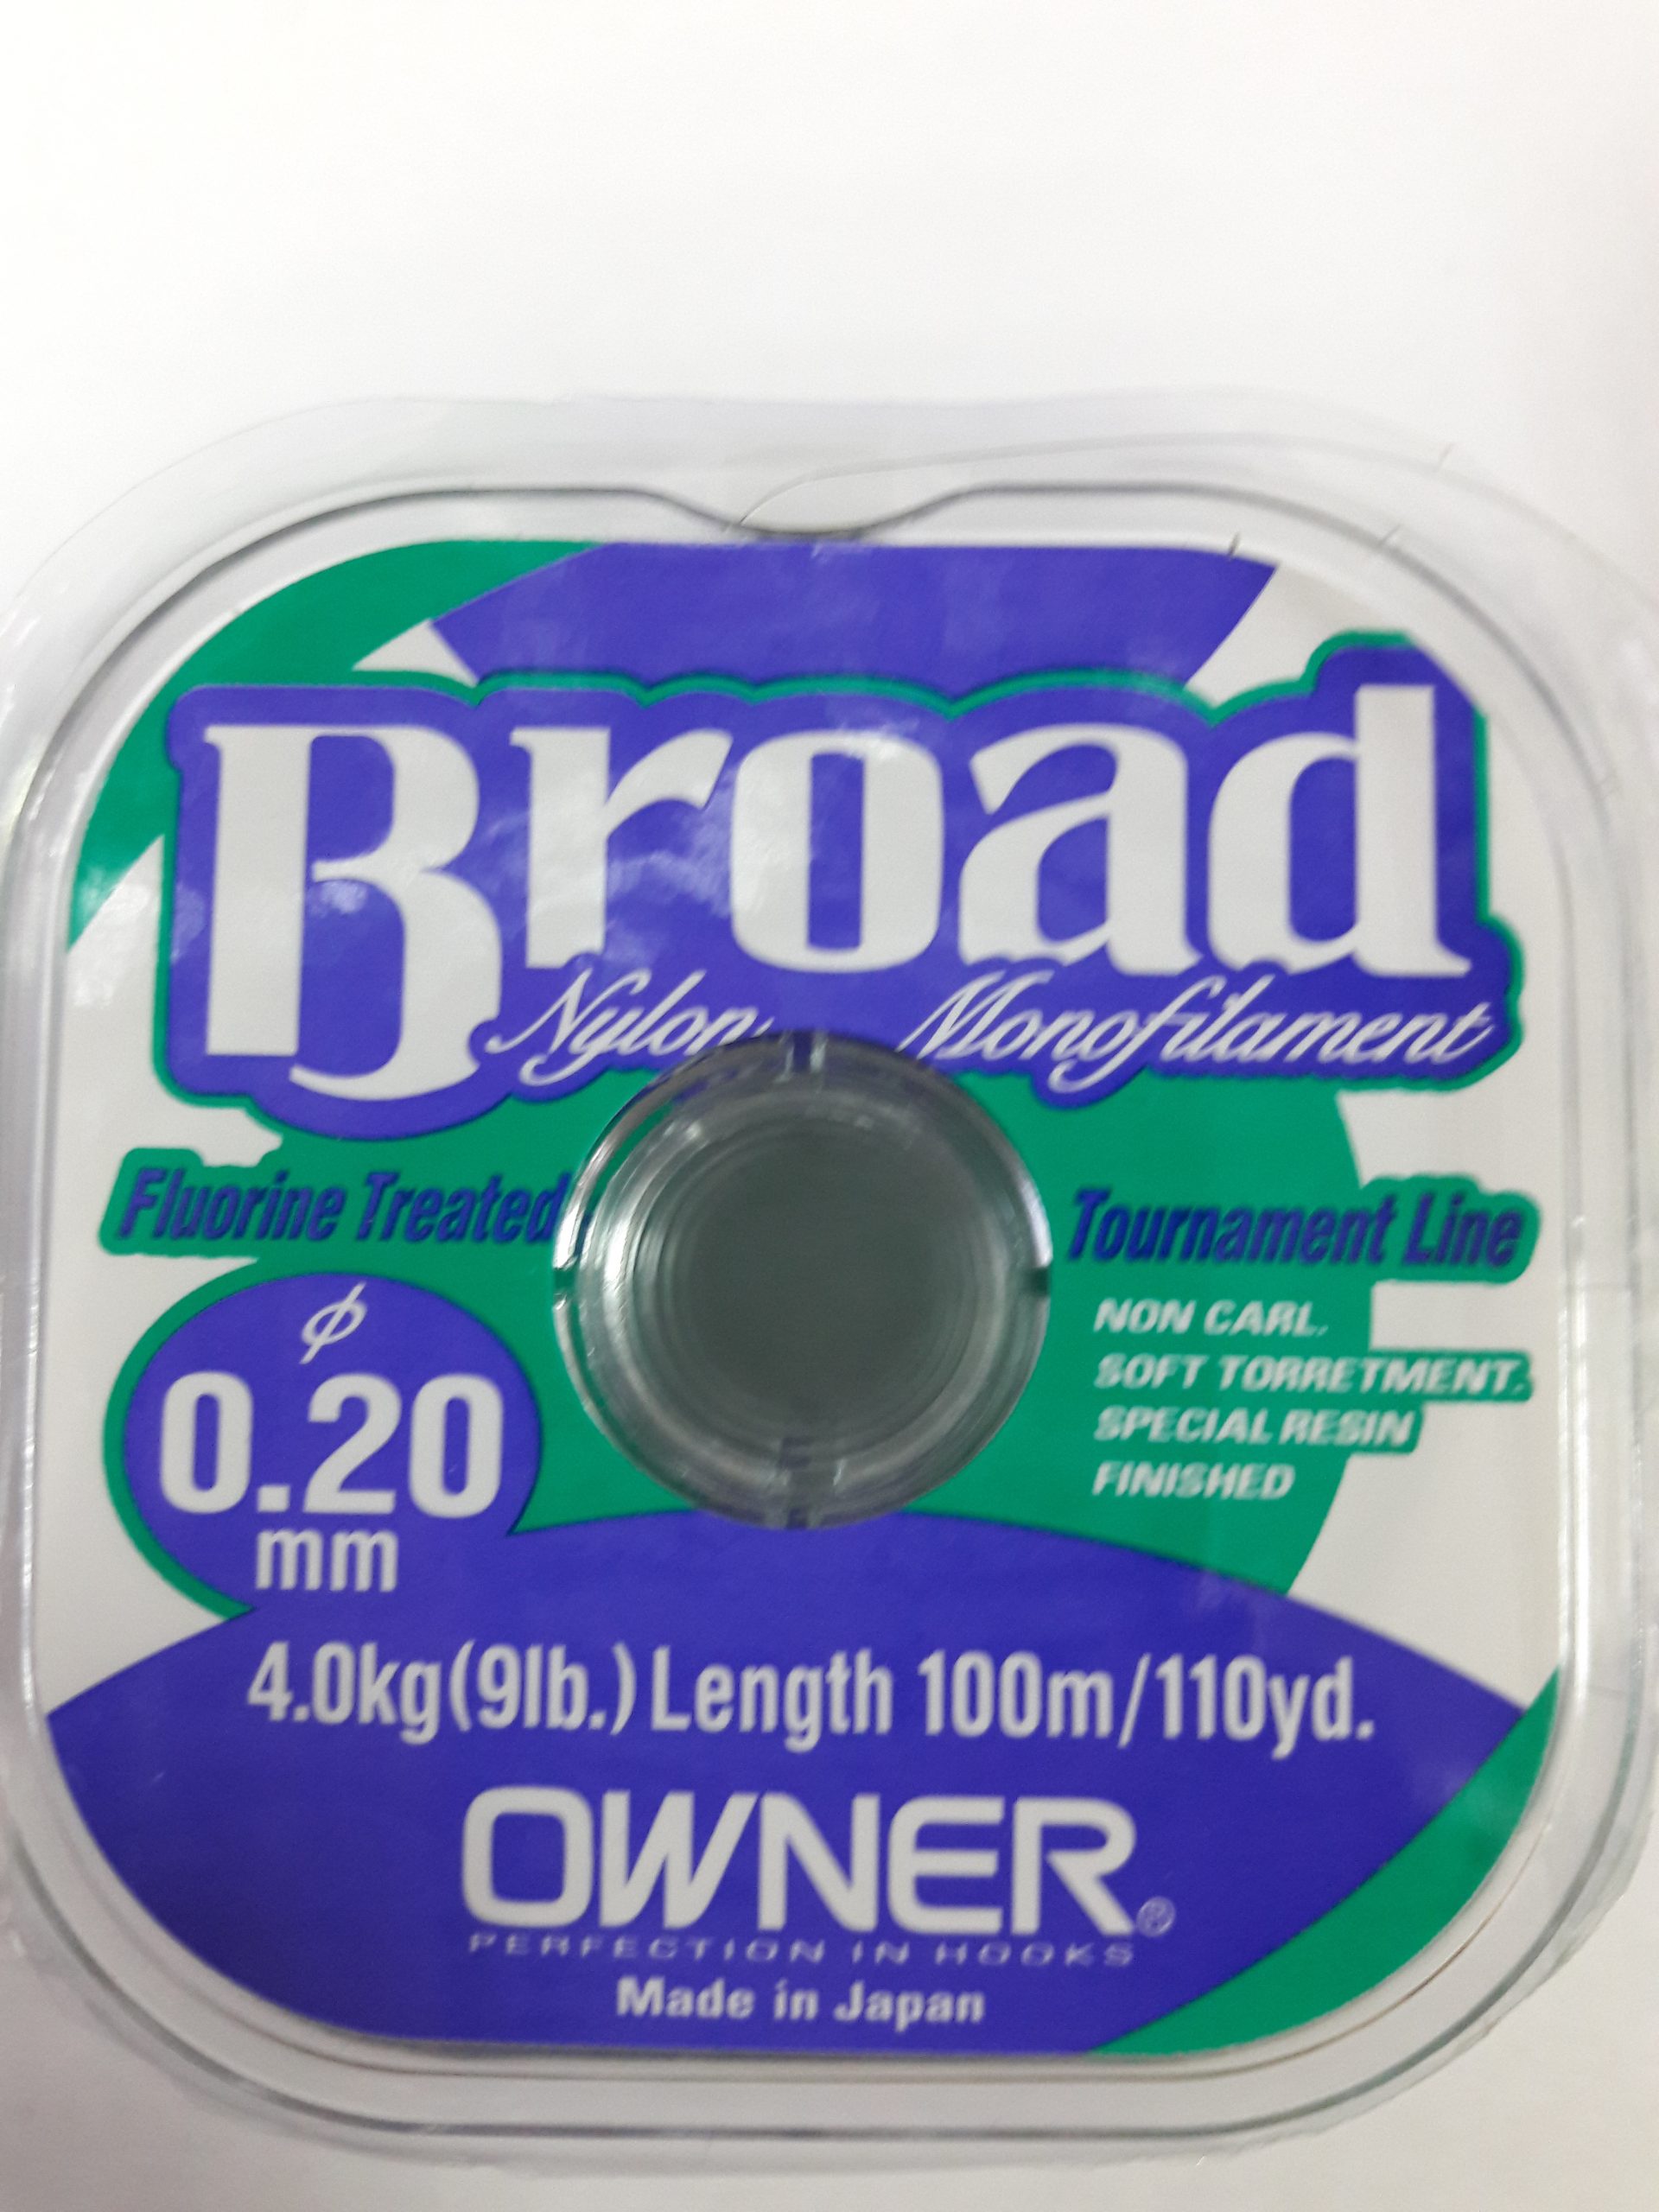 Broad
Nylon Monofilament
Fluorine Treated Tournament Line
φ
0.20
mm
NON CARL.
SOFT TORRETMENT.
SPECIAL RESIN
FINISHED
4.0kg(9lb.) Length 100m/110yd.
OWNER®
PERFECTION IN HOOKS
Made in Japan